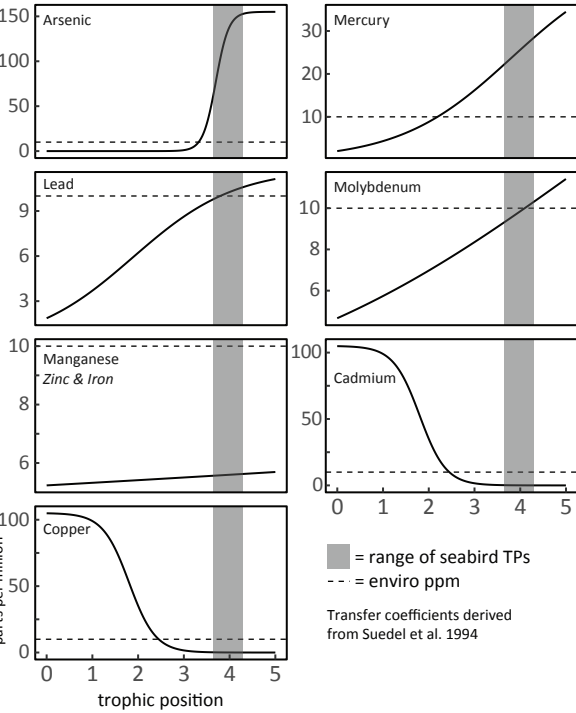 Arsenic
150
100
50
0
Mercury
30
20
10
Lead
9
6
3
Molybdenum
10
8
6
Manganese
Zinc & Iron
10
8
6
Cadmium
100
50
0
0 1 2 3 4 5
Copper
100
50
0
0 1 2 3 4 5
trophic position
= range of seabird TPs
= enviro ppm
Transfer coefficients derived
from Suedel et al. 1994